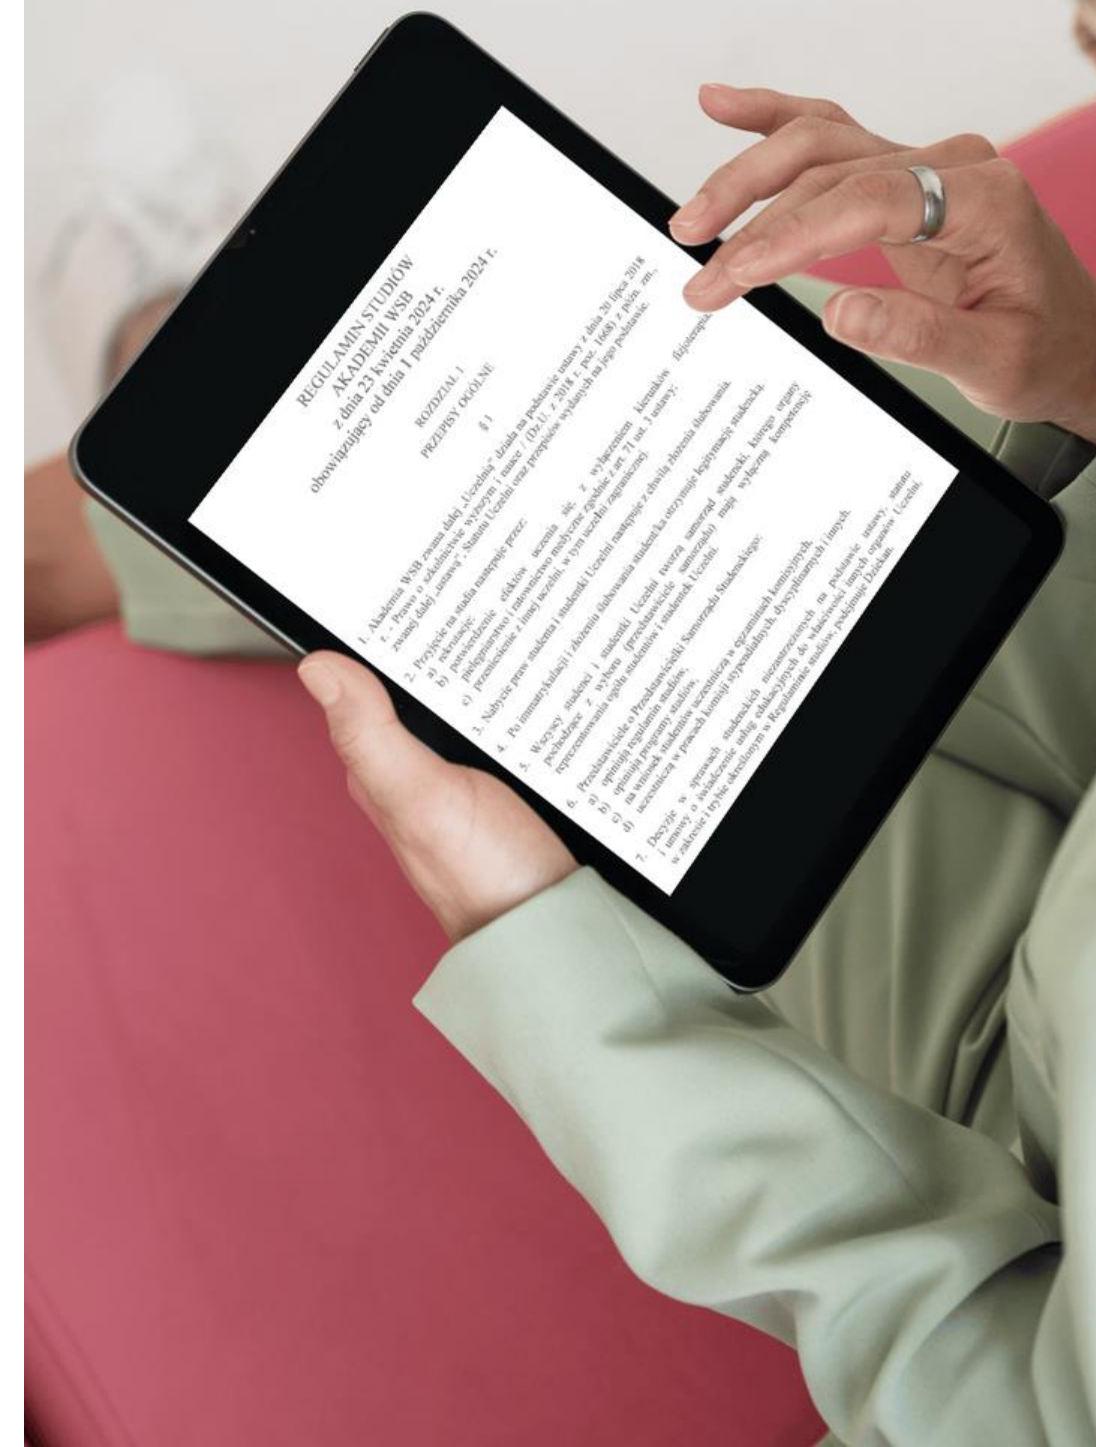 REGULAMIN STUDIÓW
AKADEMII WSB
z dnia 23 kwietnia 2024 r.
obowiązujący od dnia 1 października 2024 r.
ROZDZIAŁ 1
PRZEPISY OGÓLNE
§ 1
1. Akademia WSB zwana dalej „Uczelnią" działa na podstawie ustawy z dnia 20 lipca 2018
r. - Prawo o szkolnictwie wyższym i nauce / (Dz.U. z 2018 r. poz. 1668) z późn. zm.,
zwanej dalej „ustawą", Statutu Uczelni oraz przepisów wydanych na jego podstawie.
2. Przyjęcie na studia następuje przez:
a) rekrutację;
b) potwierdzenie efektów uczenia się, z wyłączeniem kierunków fizjoterapia,
pielęgniarstwo i ratownictwo medyczne zgodnie z art. 71 ust. 3 ustawy;
c) przeniesienie z innej uczelni, w tym uczelni zagranicznej.
3. Nabycie praw studenta i studentki Uczelni następuje z chwilą złożenia ślubowania.
4. Po immatrykulacji i złożeniu ślubowania student/ka otrzymuje legitymację studencką.
5. Wszyscy studenci i studentki Uczelni tworzą samorząd studencki, którego organy
pochodzące z wyboru (przedstawiciele samorządu) mają wyłączną kompetencję
reprezentowania ogółu studentów i studentek Uczelni.
6. Przedstawiciele o Przedstawicielki Samorządu Studenckiego:
a) opiniują regulamin studiów,
b) opiniują programy studiów,
c) na wniosek studentów uczestniczą w egzaminach komisyjnych,
d) uczestniczą w pracach komisji stypendialnych, dyscyplinarnych i innych.
7. Decyzje w sprawach studenckich niezastrzeżonych na podstawie ustawy, statutu
i umowy o świadczenie usług edukacyjnych do właściwości innych organów Uczelni,
w zakresie i trybie określonym w Regulaminie studiów, podejmuje Dziekan.